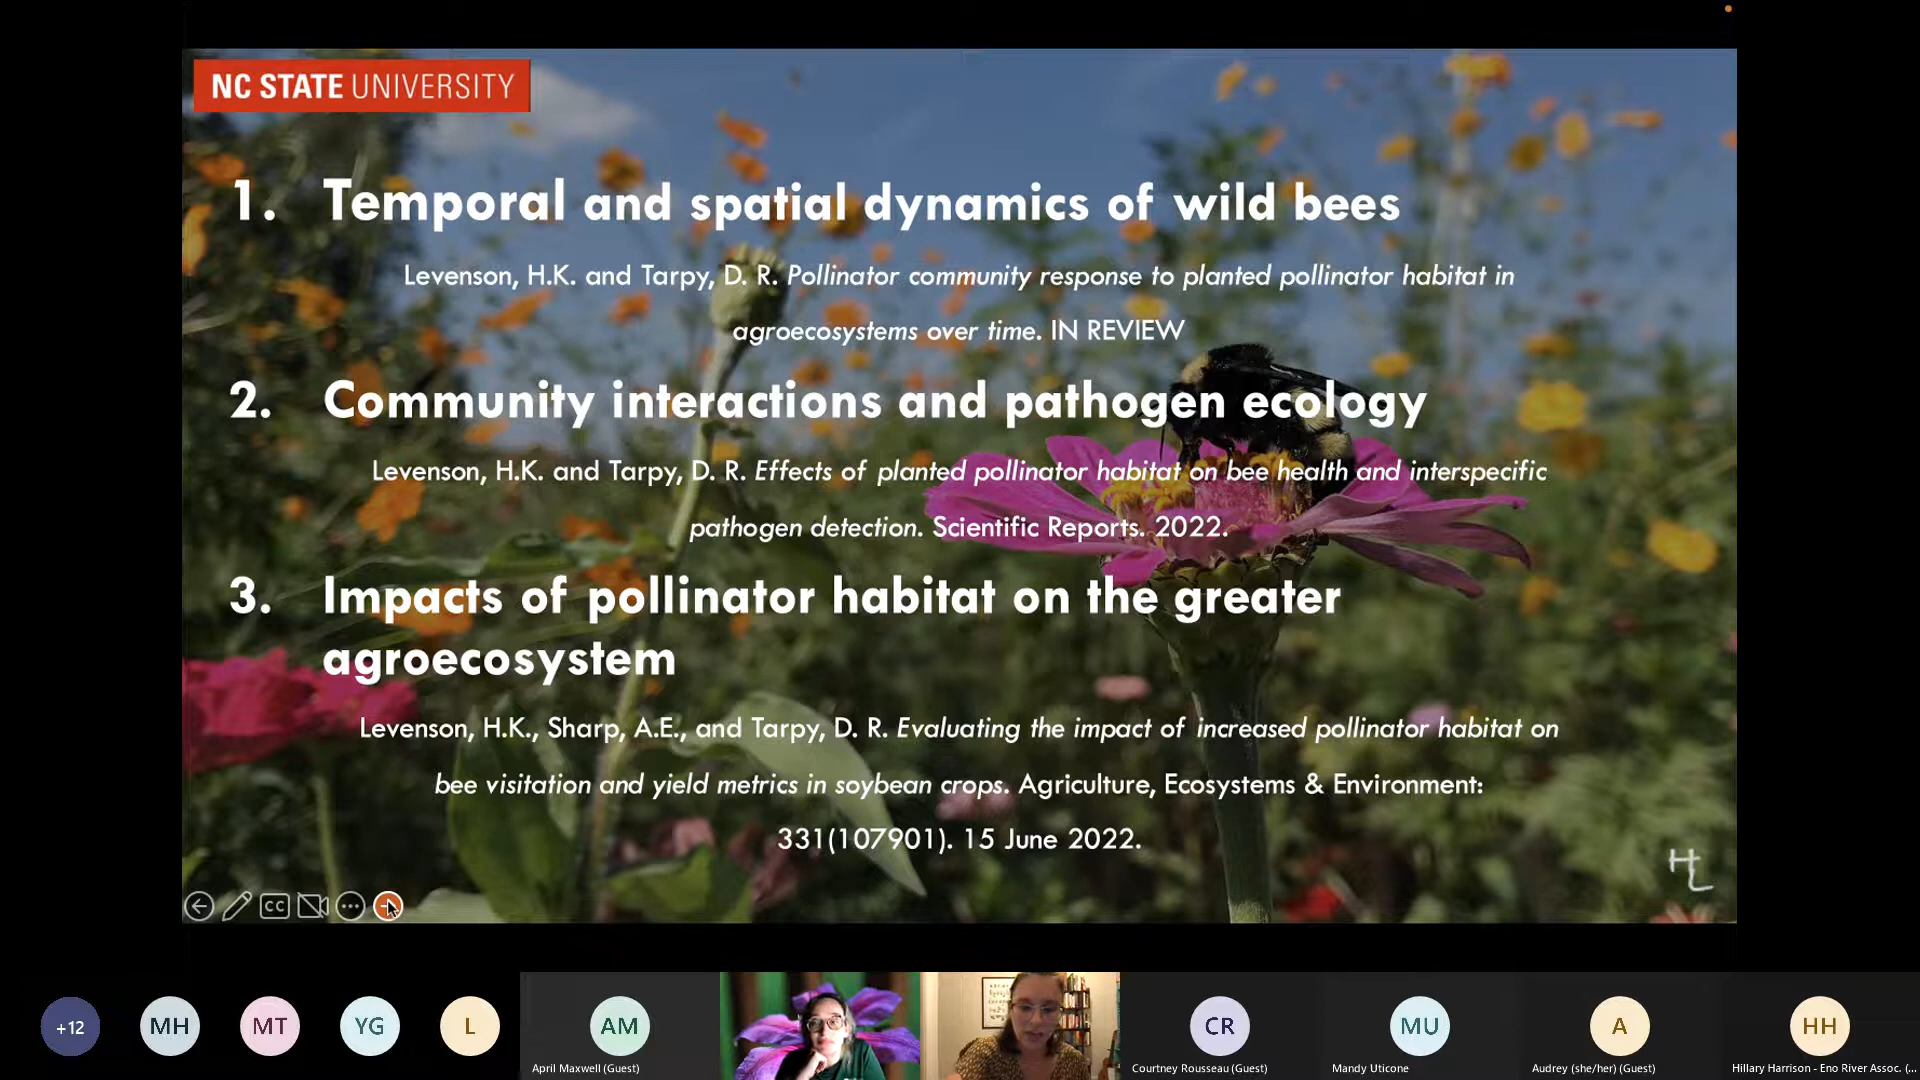 NC STATE UNIVERSITY
1. Temporal and spatial dynamics of wild bees
Levenson, H.K. and Tarpy, D. R. Pollinator community response to planted pollinator habitat in
agroecosystems over time. IN REVIEW
2. Community interactions and pathogen ecology
Levenson, H.K. and Tarpy, D. R. Effects of planted pollinator habitat on bee health and interspecific
pathogen detection. Scientific Reports. 2022.
3. Impacts of pollinator habitat on the greater
agroecosystem
Levenson, H.K., Sharp, A.E., and Tarpy, D. R. Evaluating the impact of increased pollinator habitat on
bee visitation and yield metrics in soybean crops. Agriculture, Ecosystems & Environment:
331(107901). 15 June 2022.
HL
CC
+12
MH
MT
YG
L
AM
CR
MU
A
HH
April Maxwell (Guest)
Courtney Rousseau (Guest)
Mandy Uticone
Audrey (she/her) (Guest)
Hillary Harrison - Eno River Assoc. (...